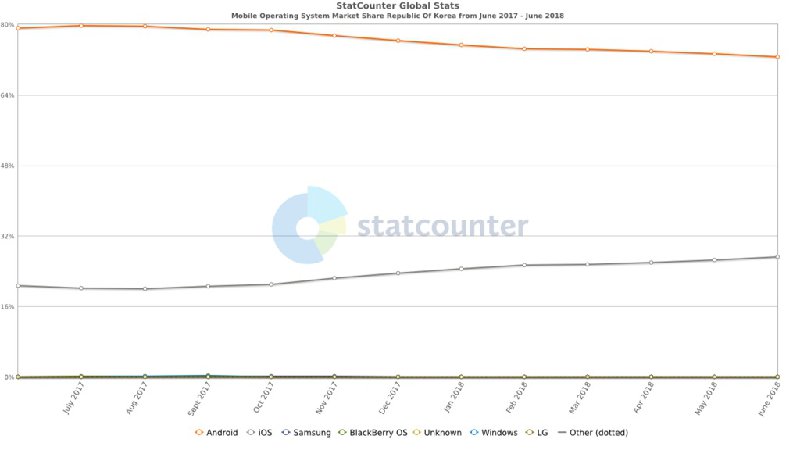 StatCounter Global Stats
Mobile Operating System Market Share Republic Of Korea from June 2017 - June 2018
80%
64%
48%
32%
16%
0%
statcounter
July 2017
Aug 2017
Sept 2017
Oct 2017
Nov 2017
Dec 2017
Jan 2018
Feb 2018
Mar 2018
Apr 2018
May 2018
June 2018
Android iOS Samsung BlackBerry OS Unknown Windows LG Other (dotted)